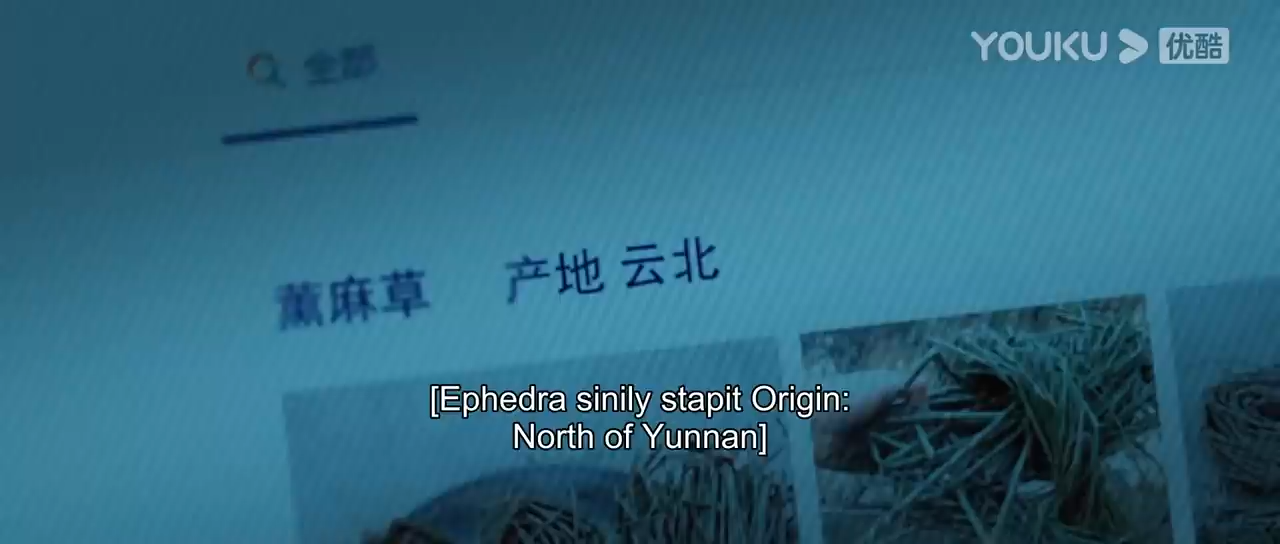 YOUKU 优酷
全部
薰麻草 产地 云北
[Ephedra sinily stapit Origin:
North of Yunnan]